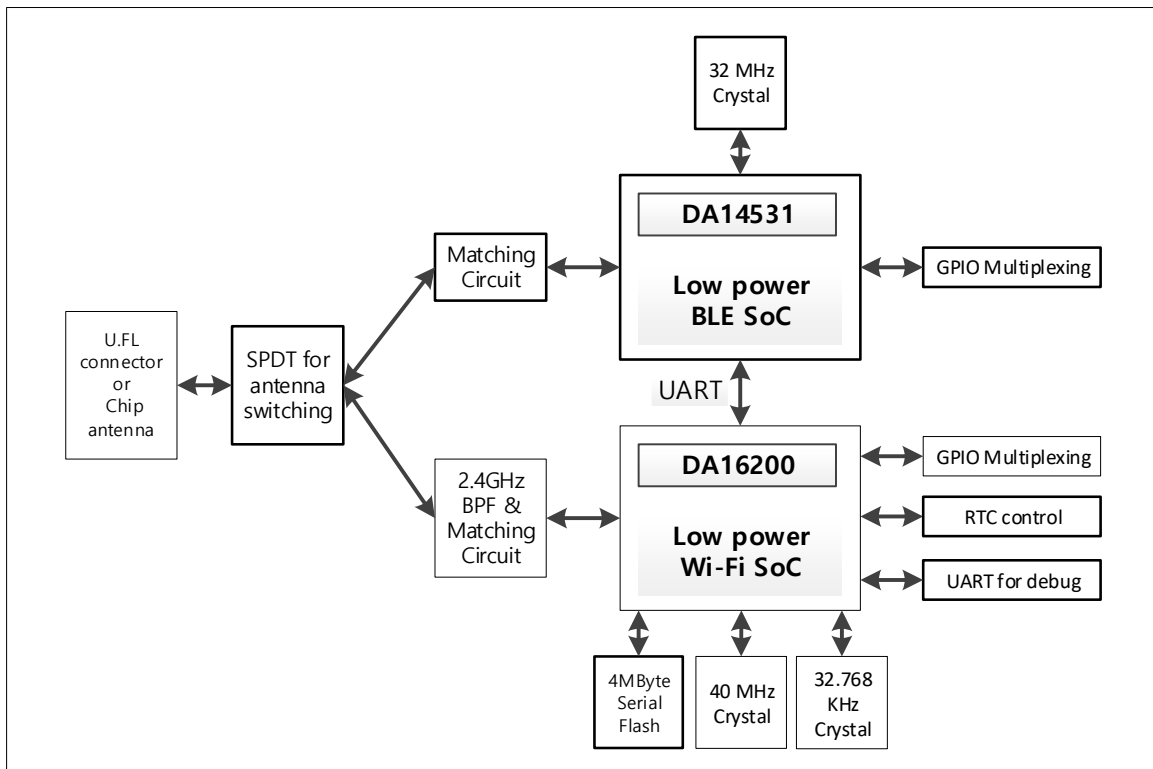 32 MHz
Crystal
DA14531
Low power
BLE SoC
Matching
Circuit
GPIO Multiplexing
U.FL
connector
or
Chip
antenna
SPDT for
antenna
switching
UART
2.4GHz
BPF &
Matching
Circuit
DA16200
Low power
Wi-Fi SoC
GPIO Multiplexing
RTC control
UART for debug
4MByte
Serial
Flash
40 MHz
Crystal
32.768
KHz
Crystal